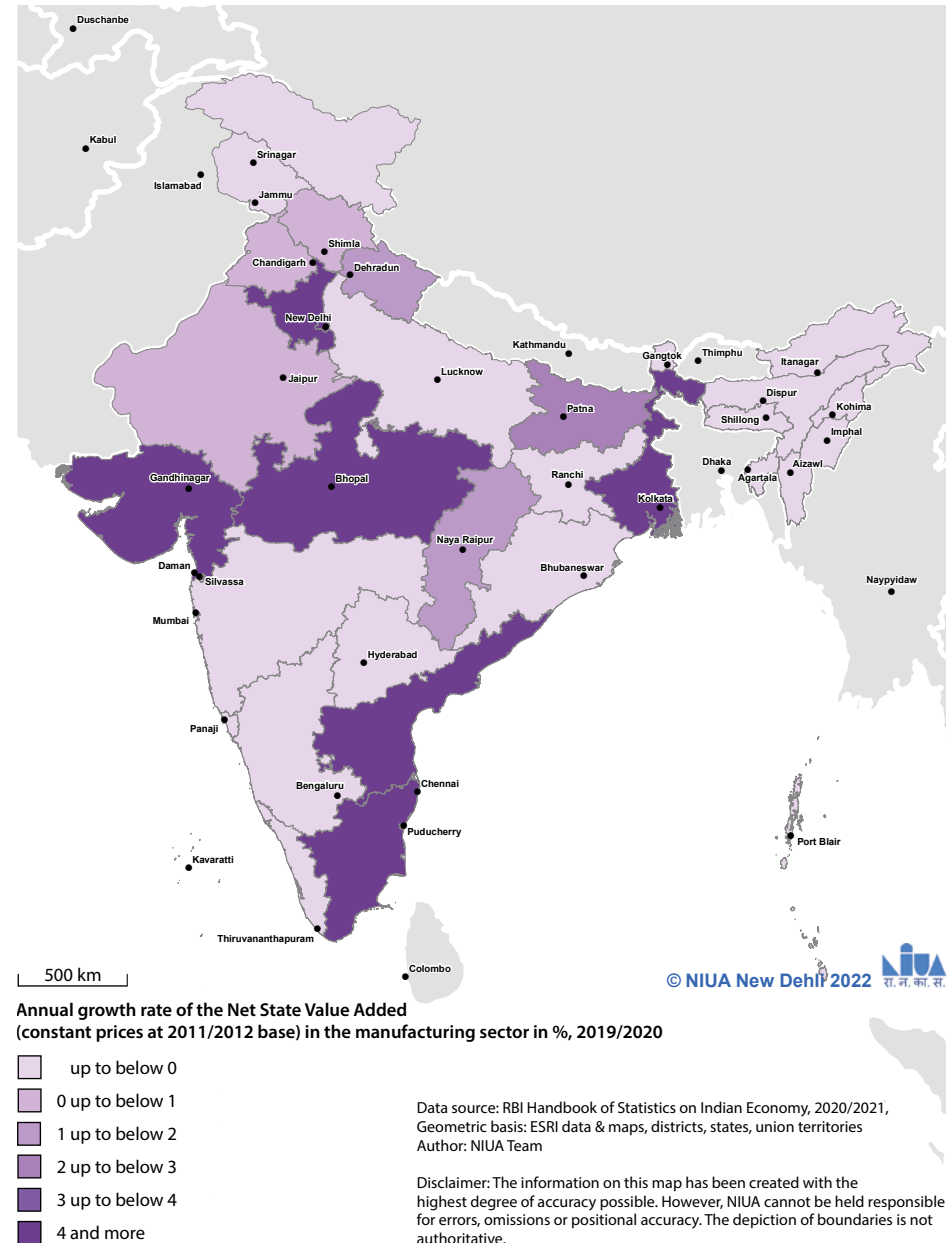 Duschanbe
Kabul
Srinagar
Islamabad
Jammu
Shimla
Chandigarh
Dehradun
New Delhi
Kathmandu
Gangtok
Thimphu
Itanagar
Jaipur
Lucknow
Dispur
Patna
Kohima
Shillong
Imphal
Dhaka
Aizawl
Gandhinagar
Bhopal
Ranchi
Agartala
Kolkata
Naya Raipur
Daman
Silvassa
Bhubaneswar
Naypyidaw
Mumbai
Hyderabad
Panaji
Bengaluru
Chennai
Puducherry
Port Blair
Kavaratti
Thiruvananthapuram
Colombo
500 km
© NIUA New Dehli 2022
NIUA
रा. न. का. सं.
Annual growth rate of the Net State Value Added
(constant prices at 2011/2012 base) in the manufacturing sector in %, 2019/2020
up to below 0
0 up to below 1
1 up to below 2
2 up to below 3
3 up to below 4
4 and more
Data source: RBI Handbook of Statistics on Indian Economy, 2020/2021,
Geometric basis: ESRI data & maps, districts, states, union territories
Author: NIUA Team
Disclaimer: The information on this map has been created with the
highest degree of accuracy possible. However, NIUA cannot be held responsible
for errors, omissions or positional accuracy. The depiction of boundaries is not
authoritative.